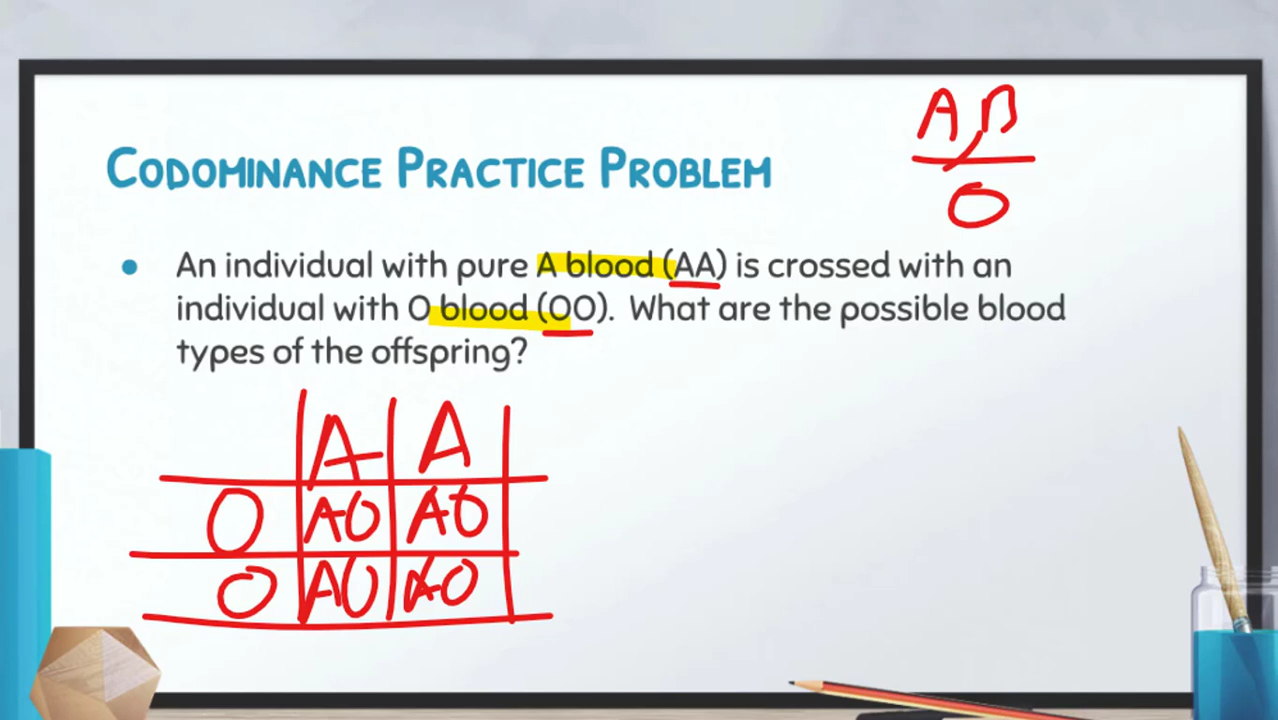 A, B
O
CODOMINANCE PRACTICE PROBLEM
An individual with pure A blood (AA) is crossed with an
individual with O blood (OO). What are the possible blood
types of the offspring?
A A
O AO AO
O AO AO